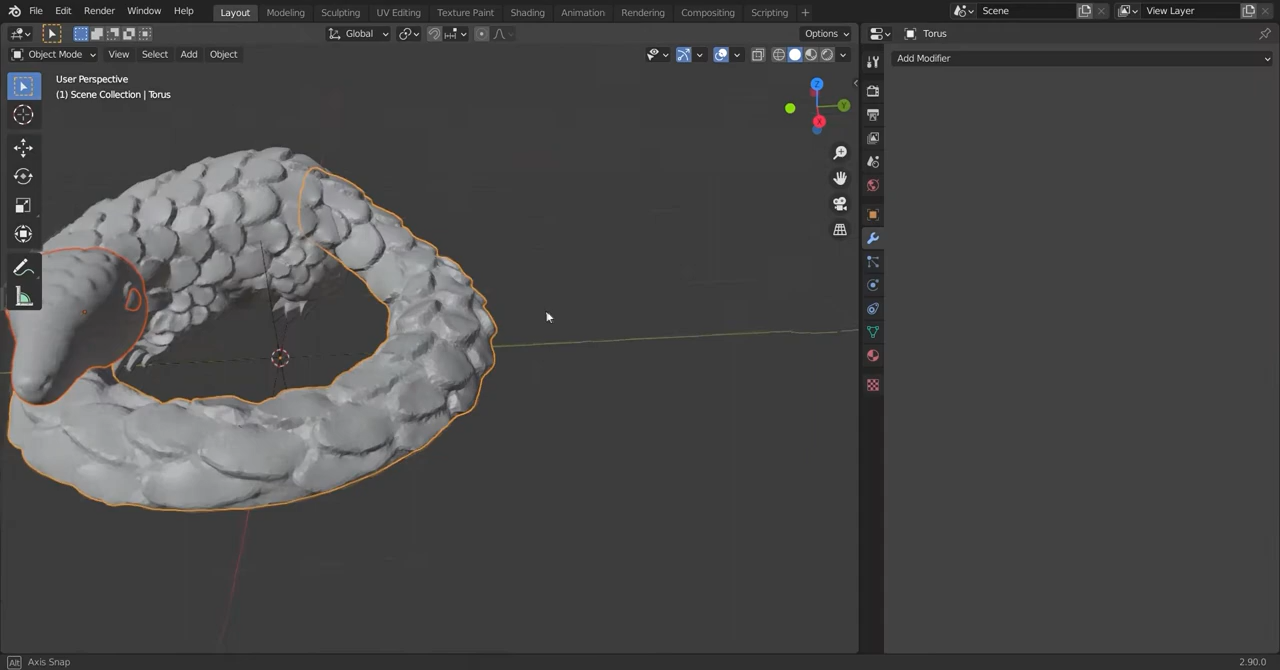 File Edit Render Window Help Layout Modeling Sculpting UV Editing Texture Paint Shading Animation Rendering Compositing Scripting + Scene View Layer
Global Options Torus
Object Mode View Select Add Object Add Modifier
User Perspective
(1) Scene Collection | Torus
Z
Y
X
Alt Axis Snap 2.90.0